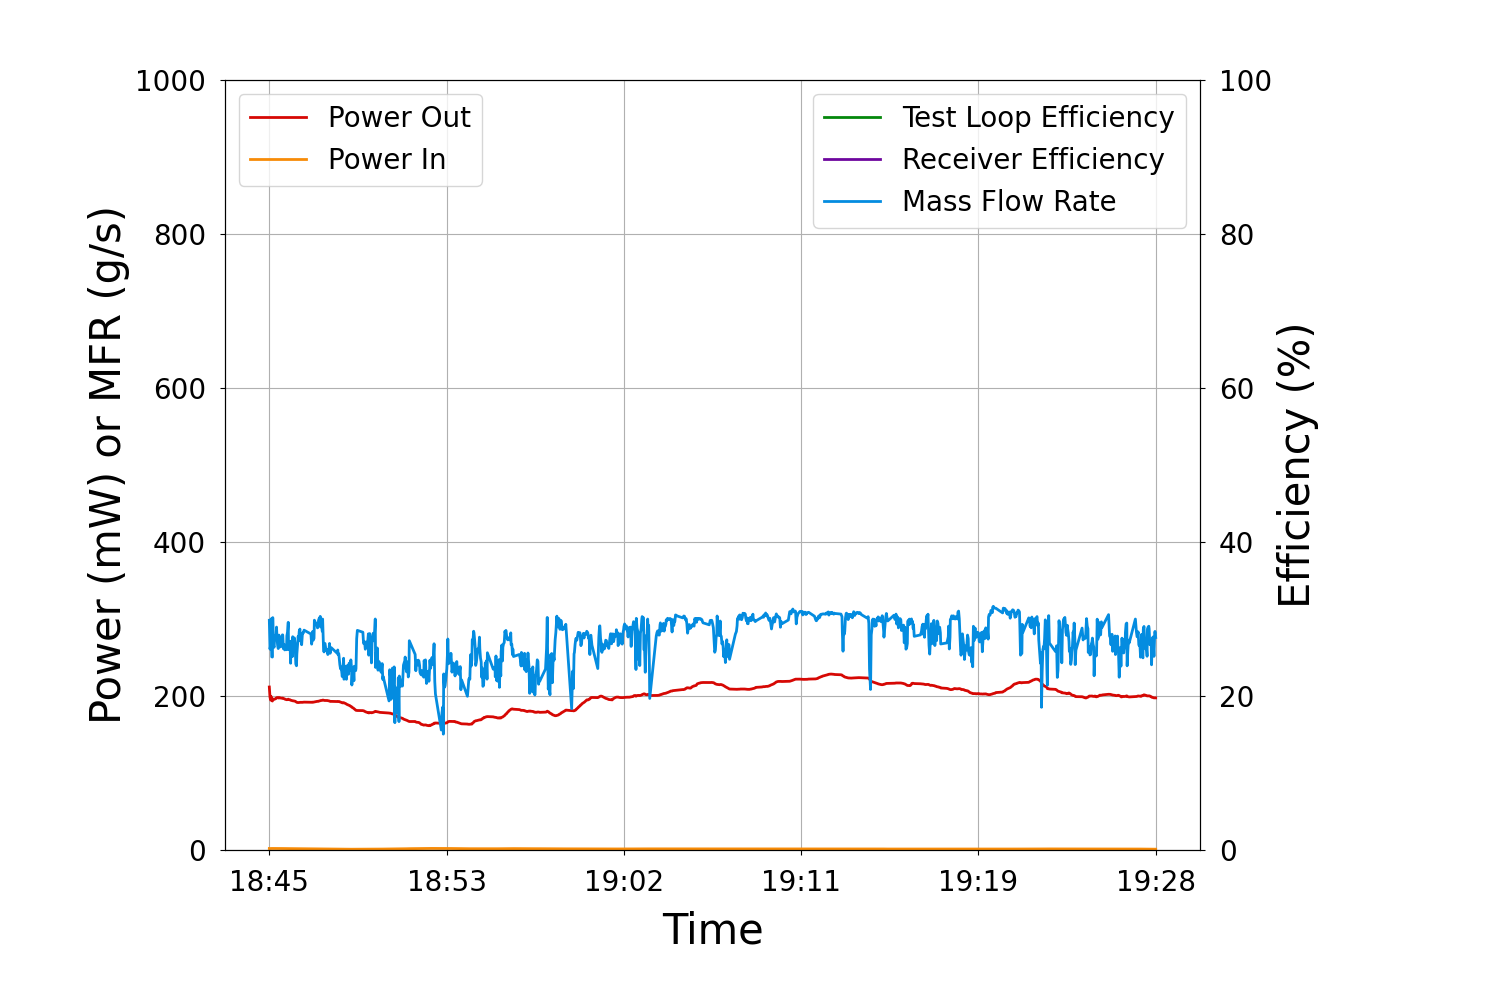 1000
800
600
400
200
0
Power (mW) or MFR (g/s)
Power Out
Power In
Test Loop Efficiency
Receiver Efficiency
Mass Flow Rate
100
80
60
40
20
0
Efficiency (%)
18:45 18:53 19:02 19:11 19:19 19:28
Time